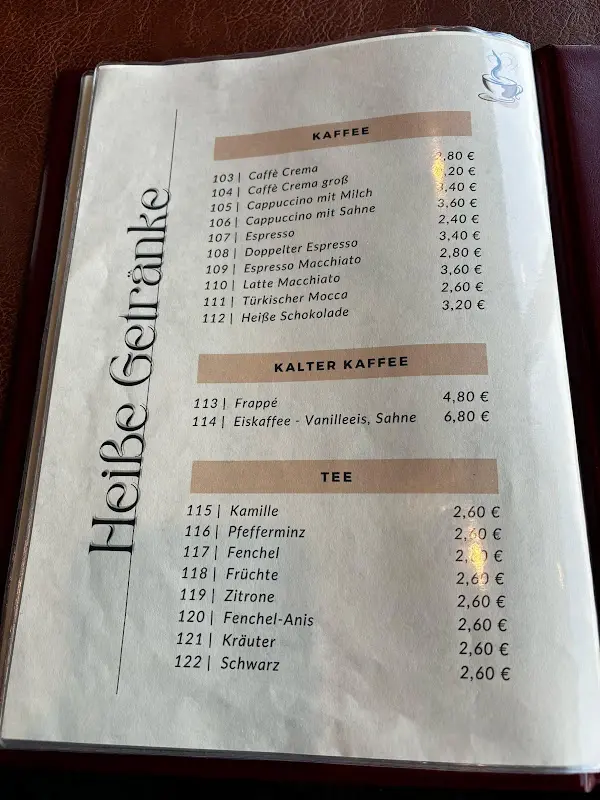 Heiße Getränke
KAFFEE
103 | Caffè Crema €
104 | Caffè Crema groß €
105 | Cappuccino mit Milch €
106 | Cappuccino mit Sahne 3,60 €
107 | Espresso 2,40 €
108 | Doppelter Espresso 3,40 €
109 | Espresso Macchiato 2,80 €
110 | Latte Macchiato 3,60 €
111 | Türkischer Mocca 2,60 €
112 | Heiße Schokolade 3,20 €
KALTER KAFFEE
113 | Frappé 4,80 €
114 | Eiskaffee - Vanilleeis, Sahne 6,80 €
TEE
115 | Kamille 2,60 €
116 | Pfefferminz 2,60 €
117 | Fenchel €
118 | Früchte 2,60 €
119 | Zitrone 2,60 €
120 | Fenchel-Anis 2,60 €
121 | Kräuter 2,60 €
122 | Schwarz 2,60 €